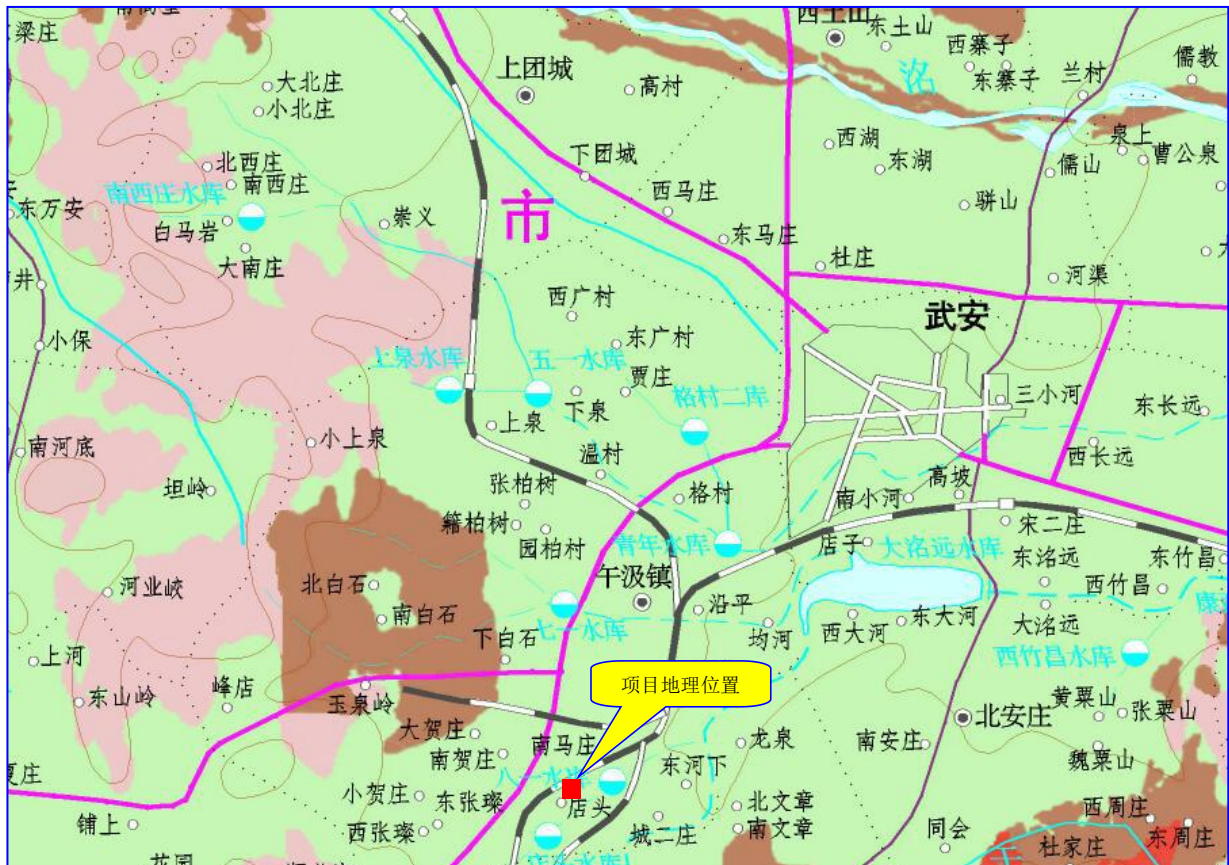 梁庄
西土山
东土山
西寨子
东寨子
兰村
儒教
上团城
大北庄
小北庄
高村
洺
泉上
曹公泉
西湖
东湖
儒山
北西庄
南西庄
下团城
西马庄
骈山
南西庄水库
东万安
白马岩
崇义
市
东马庄
杜庄
大南庄
河渠
井
西广村
武安
小保
东广村
上泉水库
五一水库
贾庄
格村二库
下泉
三小河
东长远
上泉
小上泉
南河底
温村
西长远
坦岭
张柏树
格村
南小河
高坡
籍柏树
园柏村
宋二庄
青年水库
店子
大洺远水库
东洺远
东竹昌
北白石
河业峧
午汲镇
西竹昌
南白石
沿平
西大河
东大河
大洺远
康
七一水库
均河
下白石
西竹昌水库
上河
项目地理位置
东山岭
峰店
玉泉岭
黄粟山
张粟山
北安庄
大贺庄
南马庄
龙泉
南安庄
南贺庄
魏粟山
八一水库
东河下
小贺庄
东张璨
店头
北文章
西周庄
铺上
西张璨
城二庄
南文章
同会
东周庄
杜家庄
店头水库